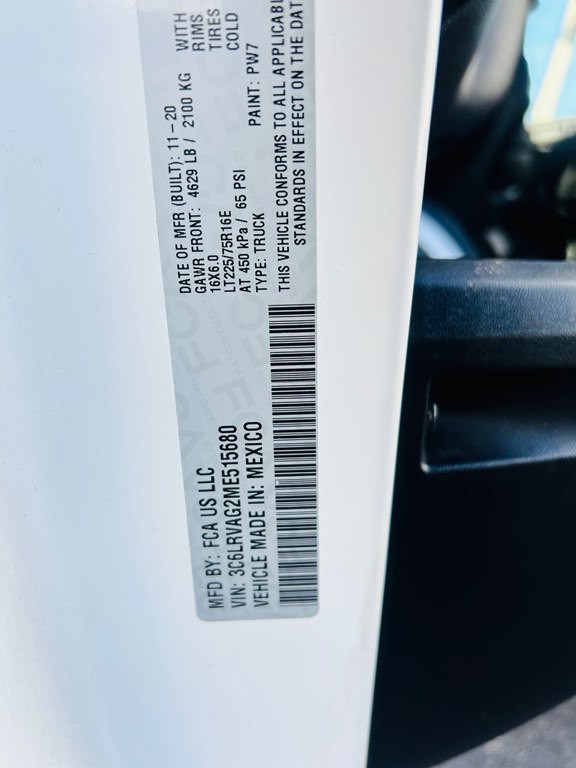 MFD BY: FCA US LLC
VIN: 3C6LRVAG2ME515680
VEHICLE MADE IN: MEXICO
DATE OF MFR (BUILT): 11-20
GAWR FRONT: 4629 LB / 2100 KG WITH
16X6.0 RIMS
LT225/75R16E TIRES
AT 450 kPa / 65 PSI COLD
TYPE: TRUCK PAINT: PW7
THIS VEHICLE CONFORMS TO ALL
STANDARDS IN EFFECT ON THE